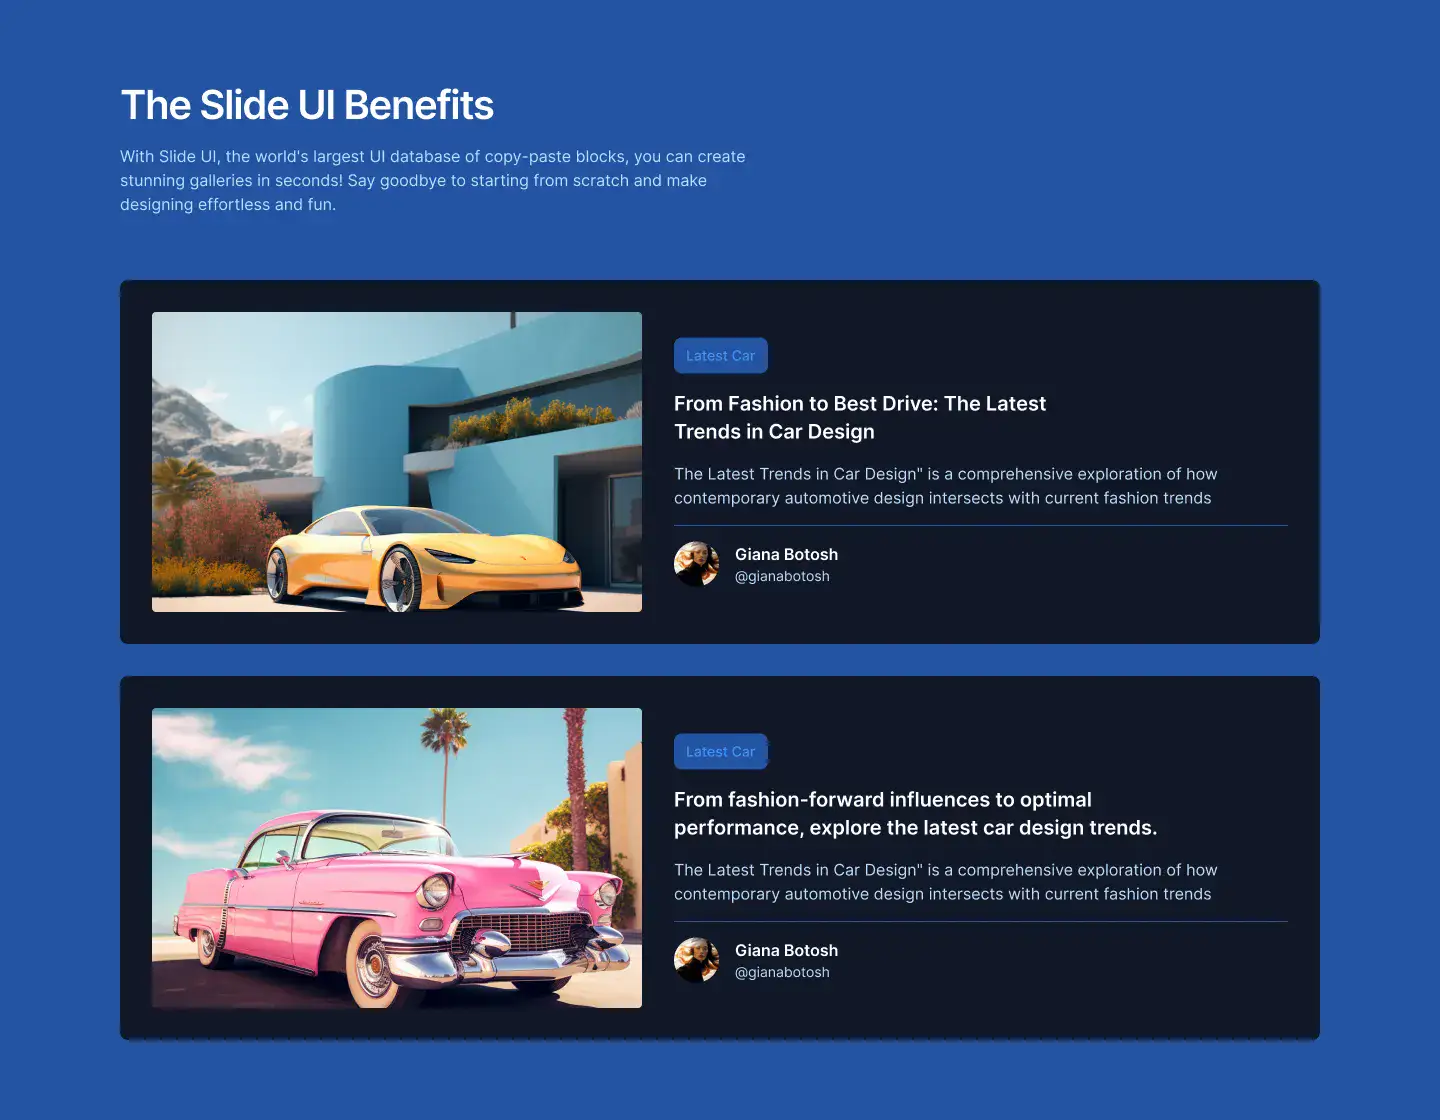 The Slide UI Benefits
With Slide UI, the world's largest UI database of copy-paste blocks, you can create
stunning galleries in seconds! Say goodbye to starting from scratch and make
designing effortless and fun.
Latest Car
From Fashion to Best Drive: The Latest
Trends in Car Design
The Latest Trends in Car Design" is a comprehensive exploration of how
contemporary automotive design intersects with current fashion trends
Giana Botosh
@gianabotosh
Latest Car
From fashion-forward influences to optimal
performance, explore the latest car design trends.
The Latest Trends in Car Design" is a comprehensive exploration of how
contemporary automotive design intersects with current fashion trends
Giana Botosh
@gianabotosh